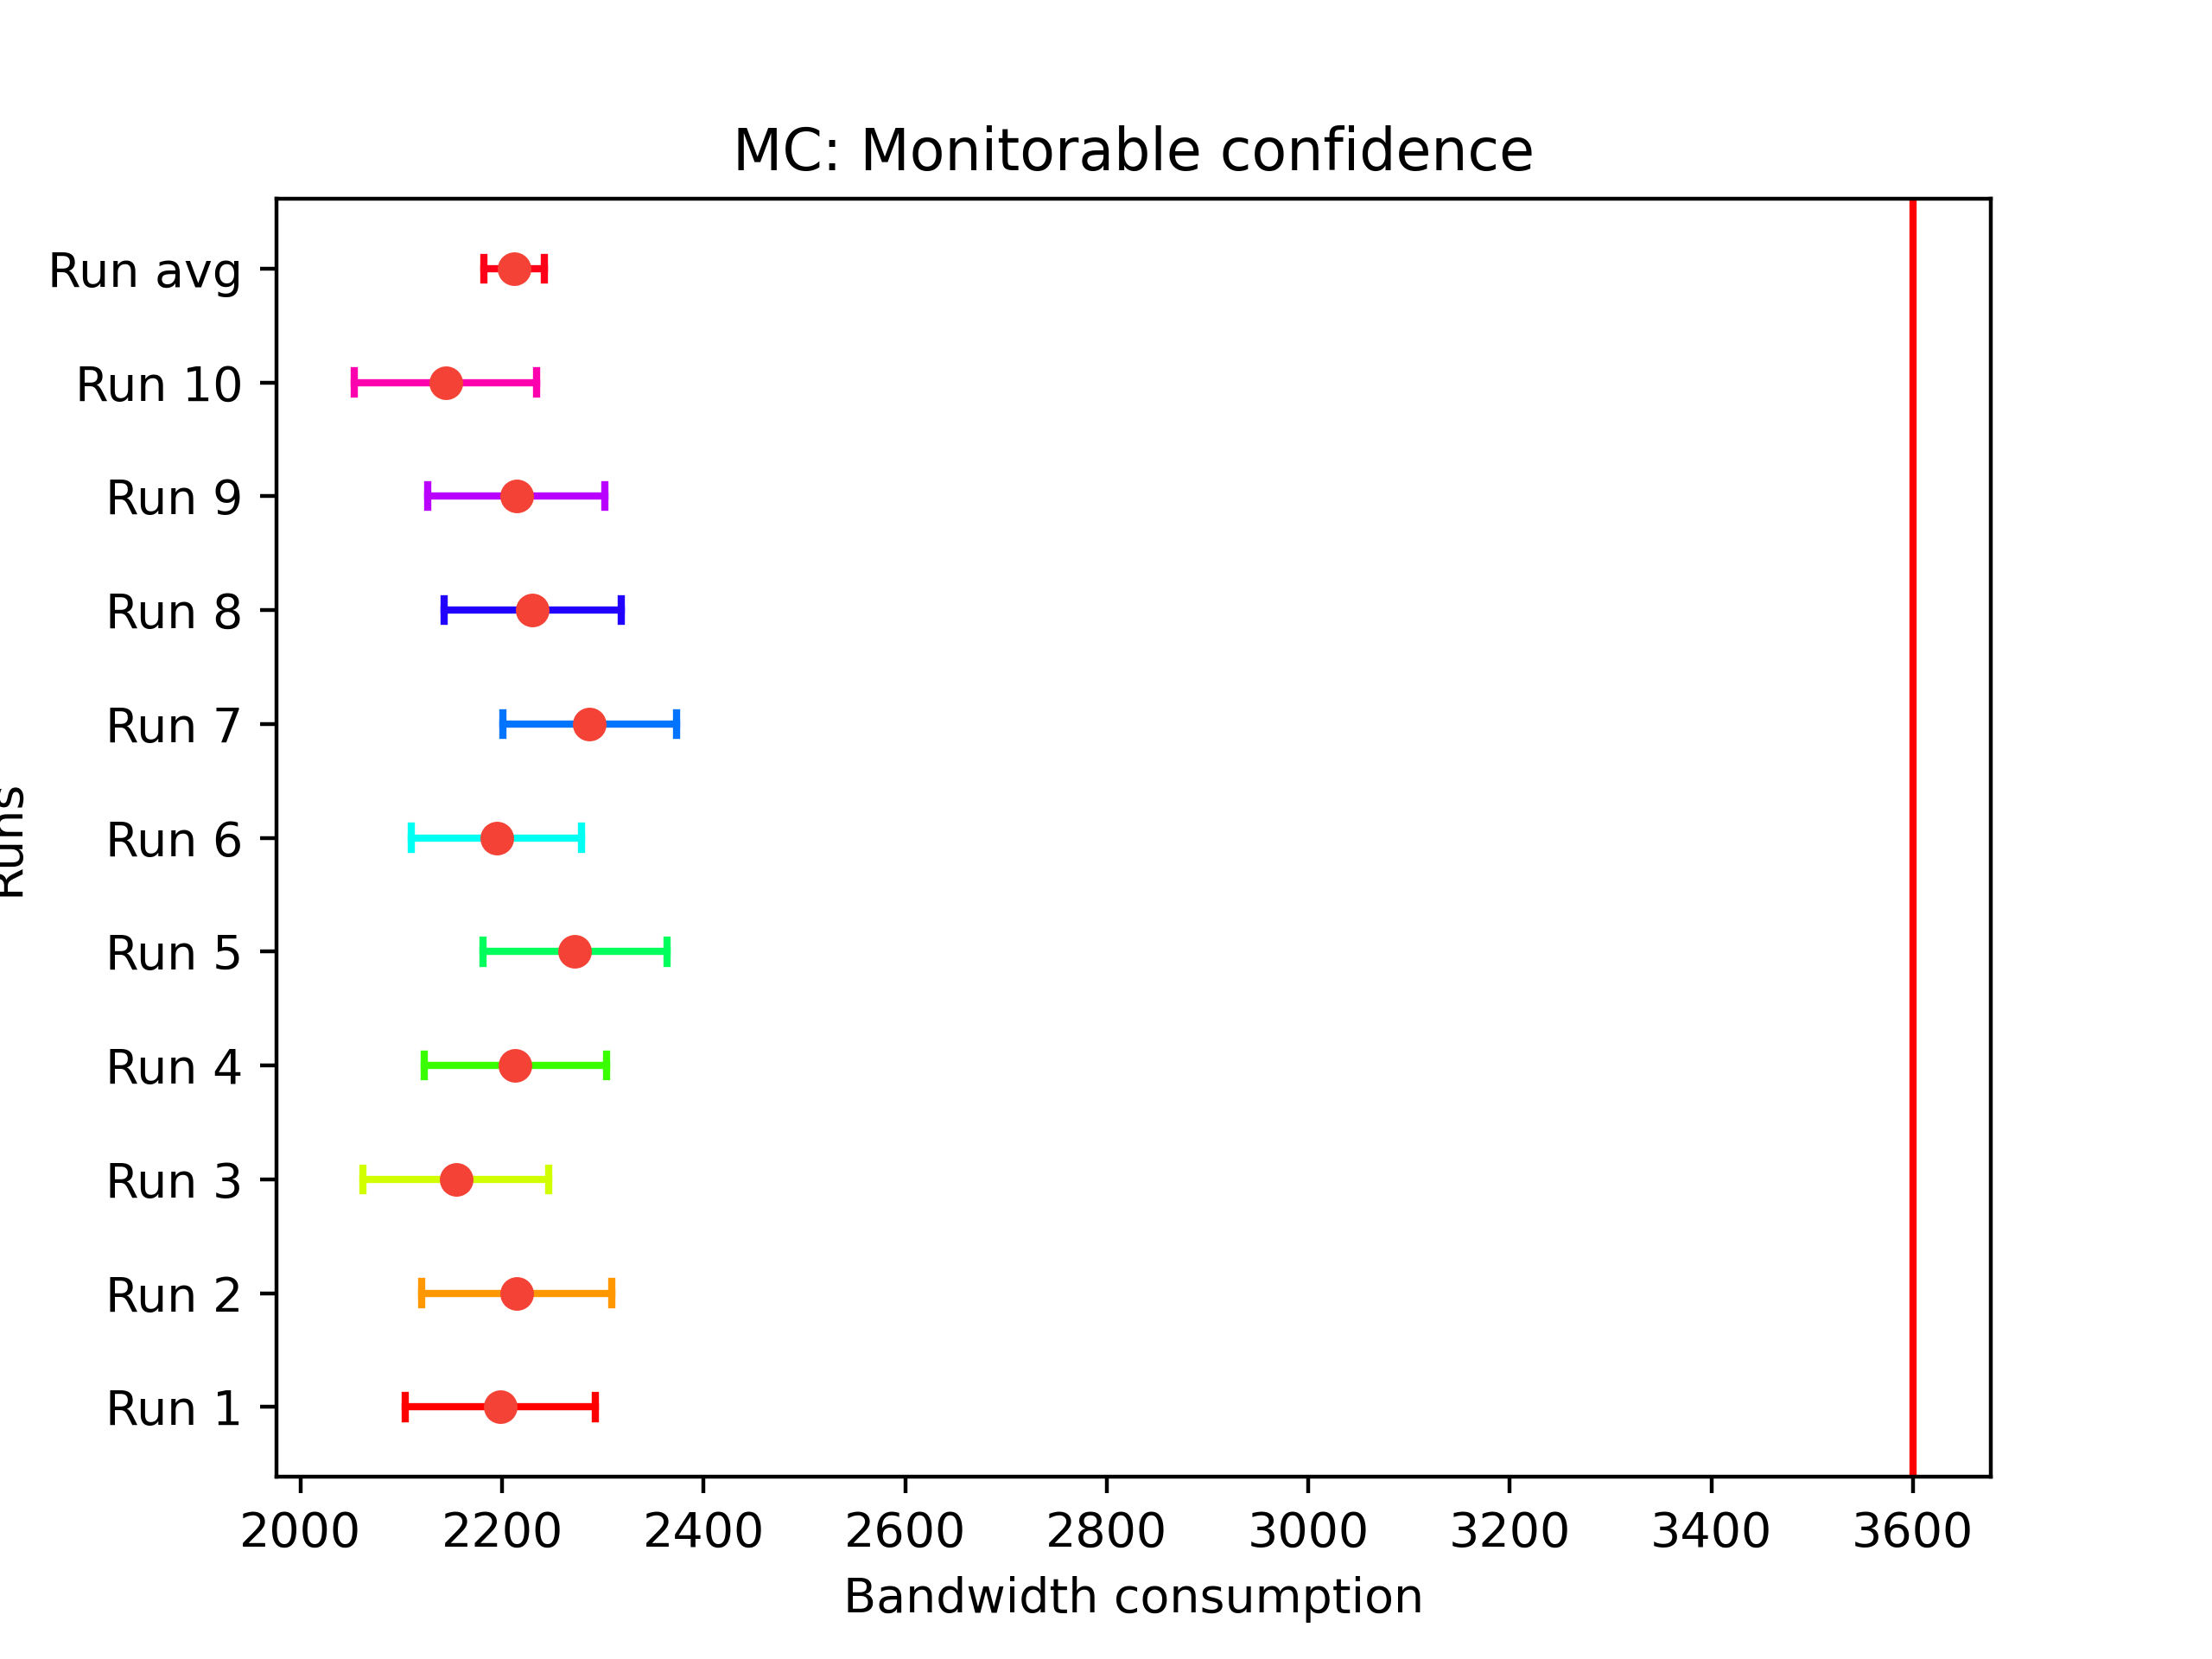 MC: Monitorable confidence
Run avg
Run 10
Run 9
Run 8
Run 7
Run 6
Run 5
Run 4
Run 3
Run 2
Run 1
Runs
2000 2200 2400 2600 2800 3000 3200 3400 3600
Bandwidth consumption